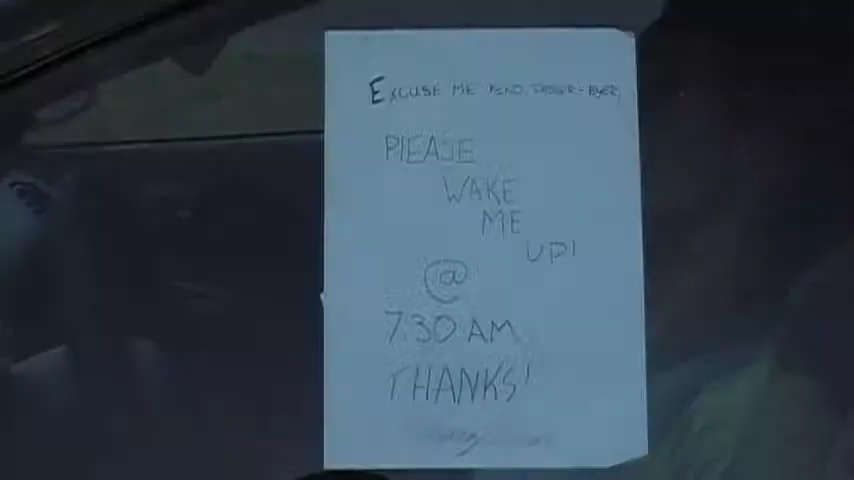 EXCUSE ME KIND PASSER-BYER,
PLEASE
WAKE
ME
UP!
@
7.30 AM
THANKS!